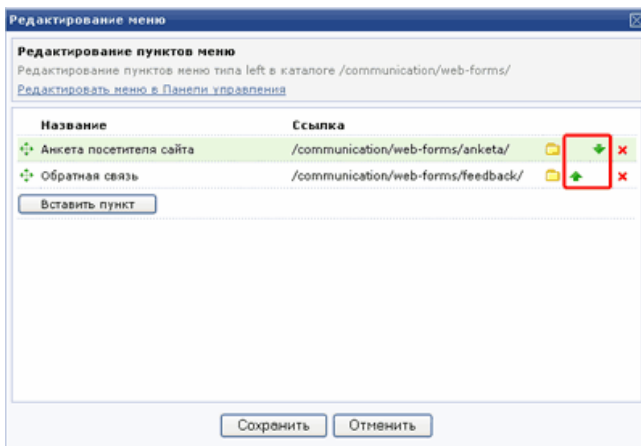 Редактирование меню
Редактирование пунктов меню
Редактирование пунктов меню типа left в каталоге /communication/web-forms/
Редактировать меню в Панели управления
Название Ссылка
Анкета посетителя сайта /communication/web-forms/anketa/
Обратная связь /communication/web-forms/feedback/
Вставить пункт
Сохранить Отменить